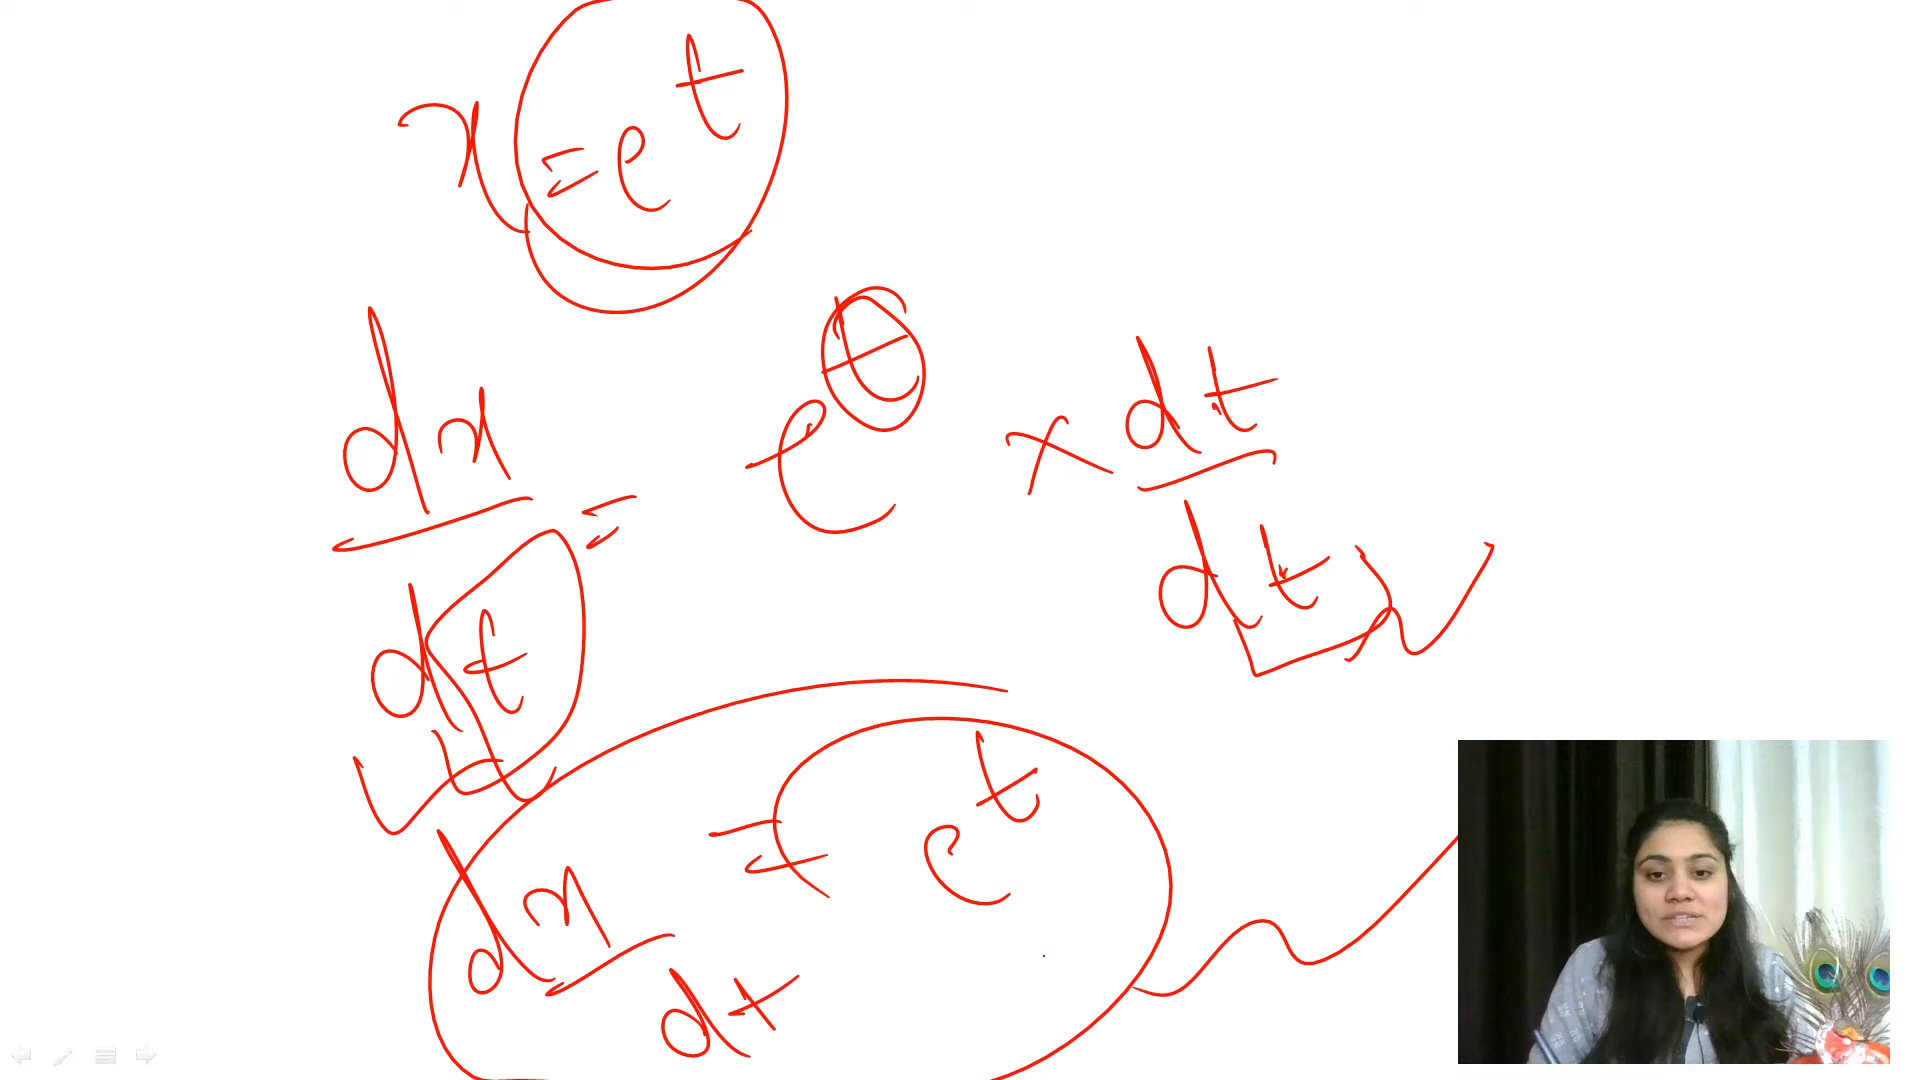 x = e^t
dx/dt = e^t × dt/dt
dx/dt = e^t